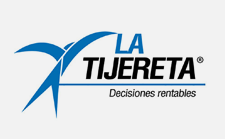 LA
TIJERETA®
Decisiones rentables